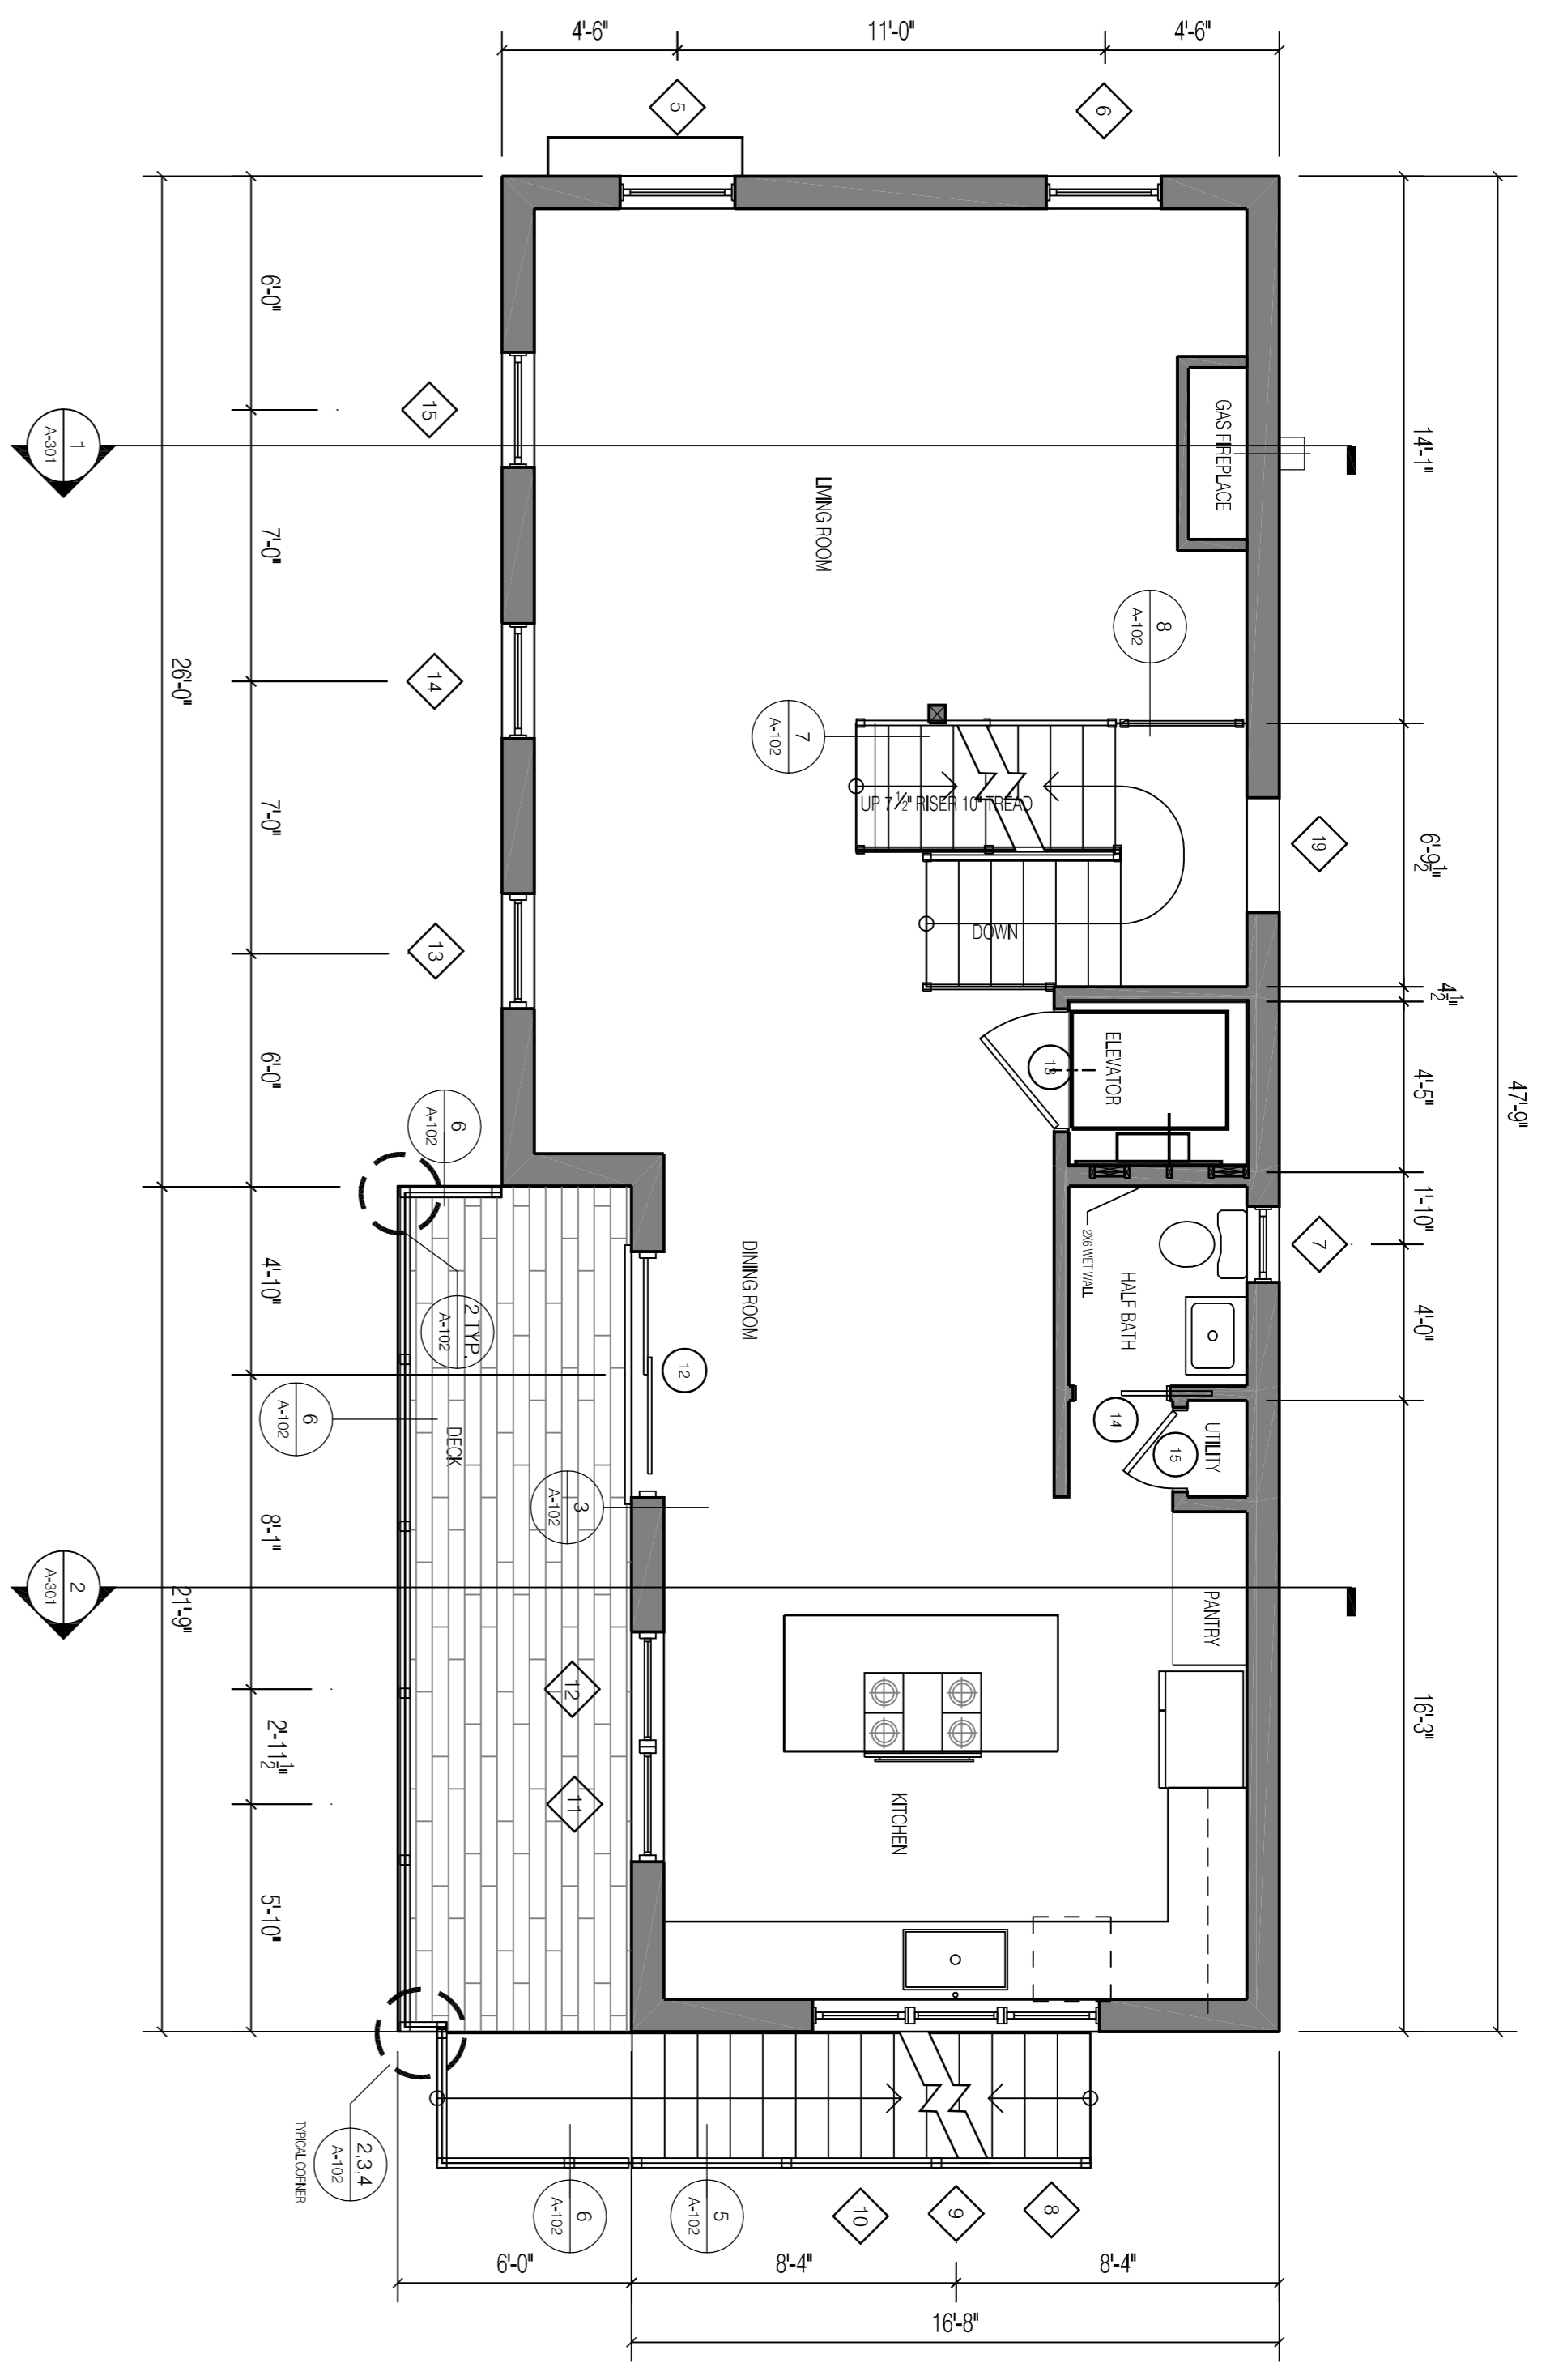 4'-6"
11'-0"
4'-6"
5
6
47'-9"
14'-1"
6'-9 1/2"
4 1/2"
4'-5"
1'-10"
4'-0"
16'-3"
6'-0"
7'-0"
7'-0"
6'-0"
4'-10"
8'-1"
2'-11 1/2"
5'-10"
26'-0"
21'-9"
1
A-301
2
A-301
15
14
13
19
7
GAS FIREPLACE
LIVING ROOM
8
A-102
7
A-102
UP 7 1/2" RISER 10" TREAD
DOWN
ELEVATOR
13
2X6 WET WALL
HALF BATH
14
15
UTILITY
PANTRY
DINING ROOM
12
KITCHEN
6
A-102
2 TYP.
A-102
6
A-102
DECK
3
A-102
12
11
2,3,4
A-102
TYPICAL CORNER
6
A-102
5
A-102
10
9
8
6'-0"
8'-4"
8'-4"
16'-8"